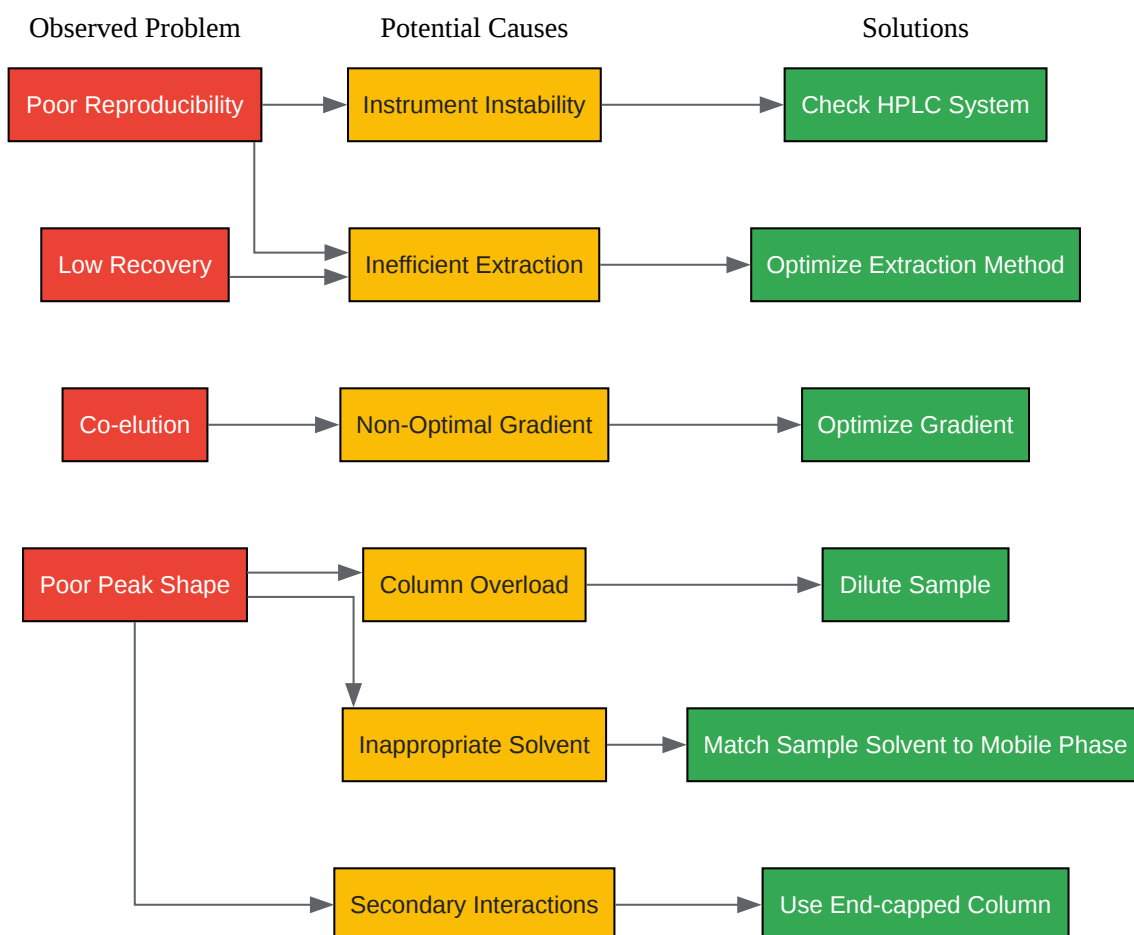 Observed Problem
Potential Causes
Solutions
Poor Reproducibility
Instrument Instability
Check HPLC System
Low Recovery
Inefficient Extraction
Optimize Extraction Method
Co-elution
Non-Optimal Gradient
Optimize Gradient
Poor Peak Shape
Column Overload
Dilute Sample
Inappropriate Solvent
Match Sample Solvent to Mobile Phase
Secondary Interactions
Use End-capped Column